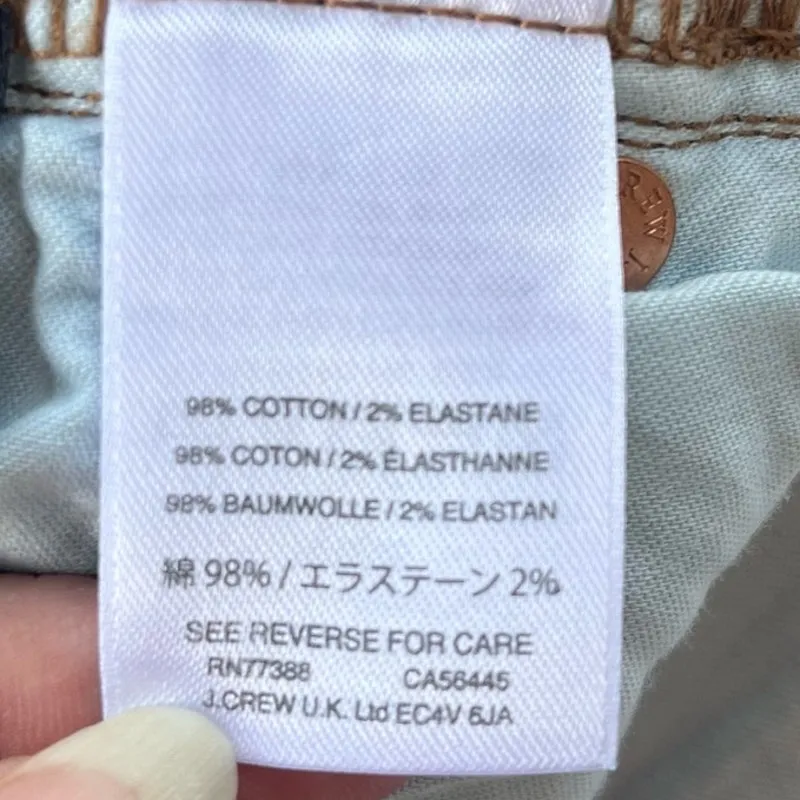 98% COTTON / 2% ELASTANE
98% COTON / 2% ÉLASTHANNE
98% BAUMWOLLE / 2% ELASTAN
綿 98% / エラステーン 2%
SEE REVERSE FOR CARE
RN77388 CA56445
J.CREW U.K. Ltd EC4V 6JA
REW J.